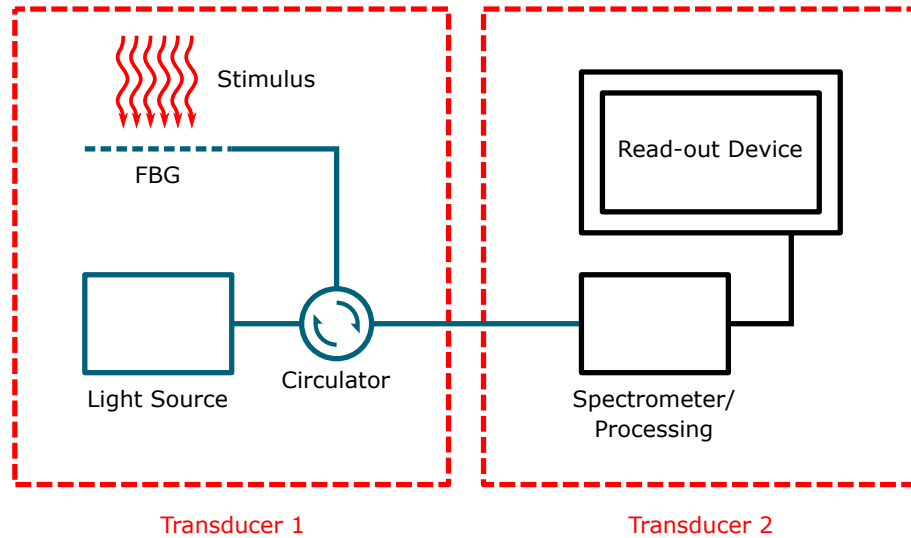 Stimulus
FBG
Light Source
Circulator
Read-out Device
Spectrometer/
Processing
Transducer 1
Transducer 2